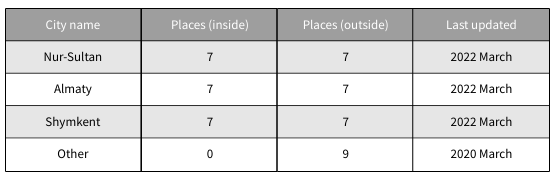 City name Places (inside) Places (outside) Last updated
Nur-Sultan 7 7 2022 March
Almaty 7 7 2022 March
Shymkent 7 7 2022 March
Other 0 9 2020 March